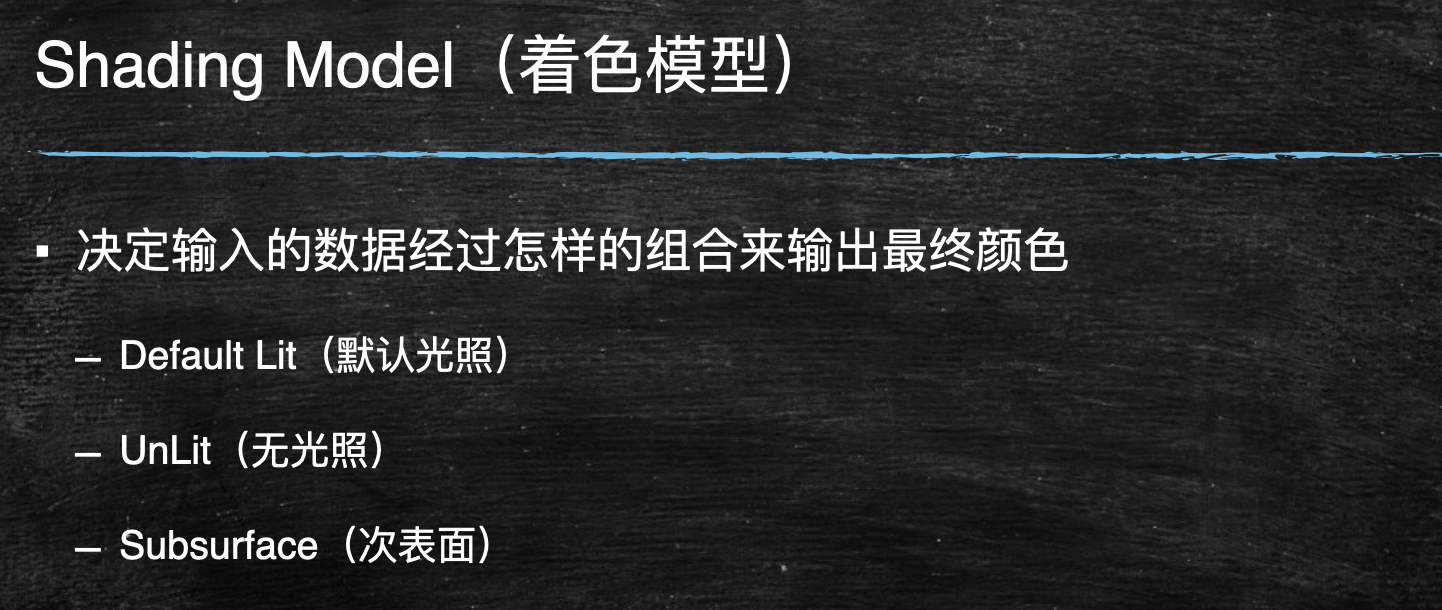 Shading Model（着色模型）
▪ 决定输入的数据经过怎样的组合来输出最终颜色
– Default Lit（默认光照）
– UnLit（无光照）
– Subsurface（次表面）